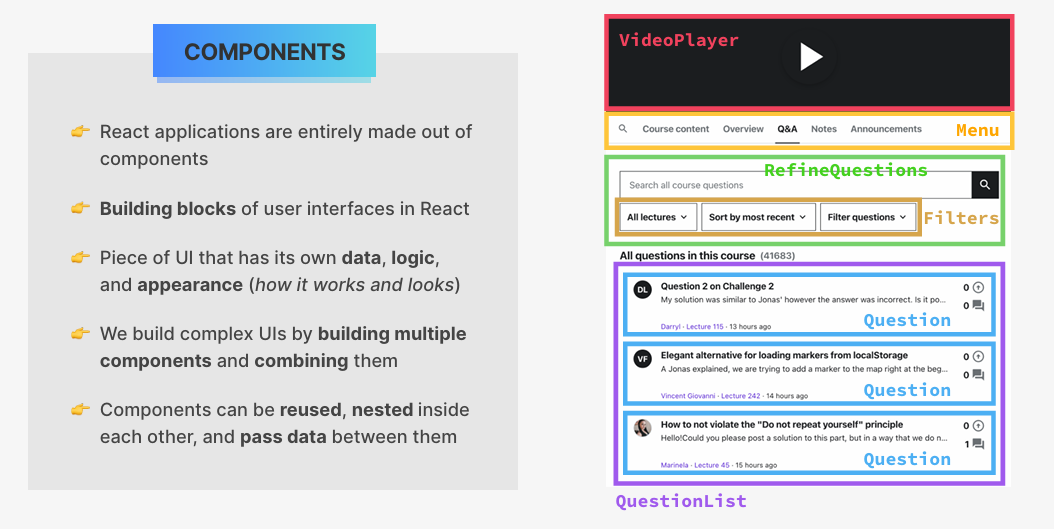 COMPONENTS
👉 React applications are entirely made out of
components
👉 Building blocks of user interfaces in React
👉 Piece of UI that has its own data, logic,
and appearance (how it works and looks)
👉 We build complex UIs by building multiple
components and combining them
👉 Components can be reused, nested inside
each other, and pass data between them
VideoPlayer
Course content Overview Q&A Notes Announcements Menu
RefineQuestions
Search all course questions
All lectures Sort by most recent Filter questions Filters
All questions in this course (41683)
DL Question 2 on Challenge 2 0
My solution was similar to Jonas' however the answer was incorrect. Is it po... 0
Darryl · Lecture 115 · 13 hours ago
Question
VF Elegant alternative for loading markers from localStorage 0
A Jonas explained, we are trying to add a marker to the map right at the beg... 0
Vincent Giovanni · Lecture 242 · 14 hours ago
Question
How to not violate the "Do not repeat yourself" principle 0
Hello!Could you please post a solution to this part, but in a way that we do n... 1
Marinela · Lecture 45 · 15 hours ago
Question
QuestionList